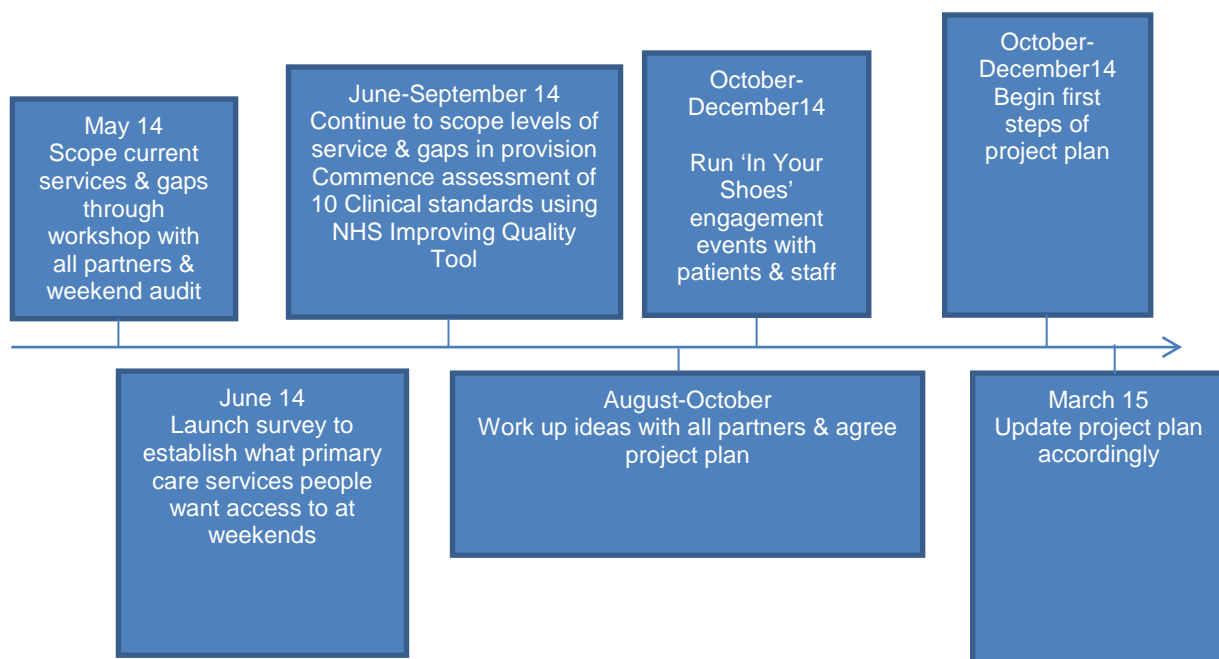 May 14
Scope current
services & gaps
through
workshop with
all partners &
weekend audit
June-September 14
Continue to scope levels of
service & gaps in provision
Commence assessment of
10 Clinical standards using
NHS Improving Quality
Tool
October-
December14
Run ‘In Your
Shoes’
engagement
events with
patients & staff
October-
December14
Begin first
steps of
project plan
June 14
Launch survey to
establish what primary
care services people
want access to at
weekends
August-October
Work up ideas with all partners & agree
project plan
March 15
Update project plan
accordingly